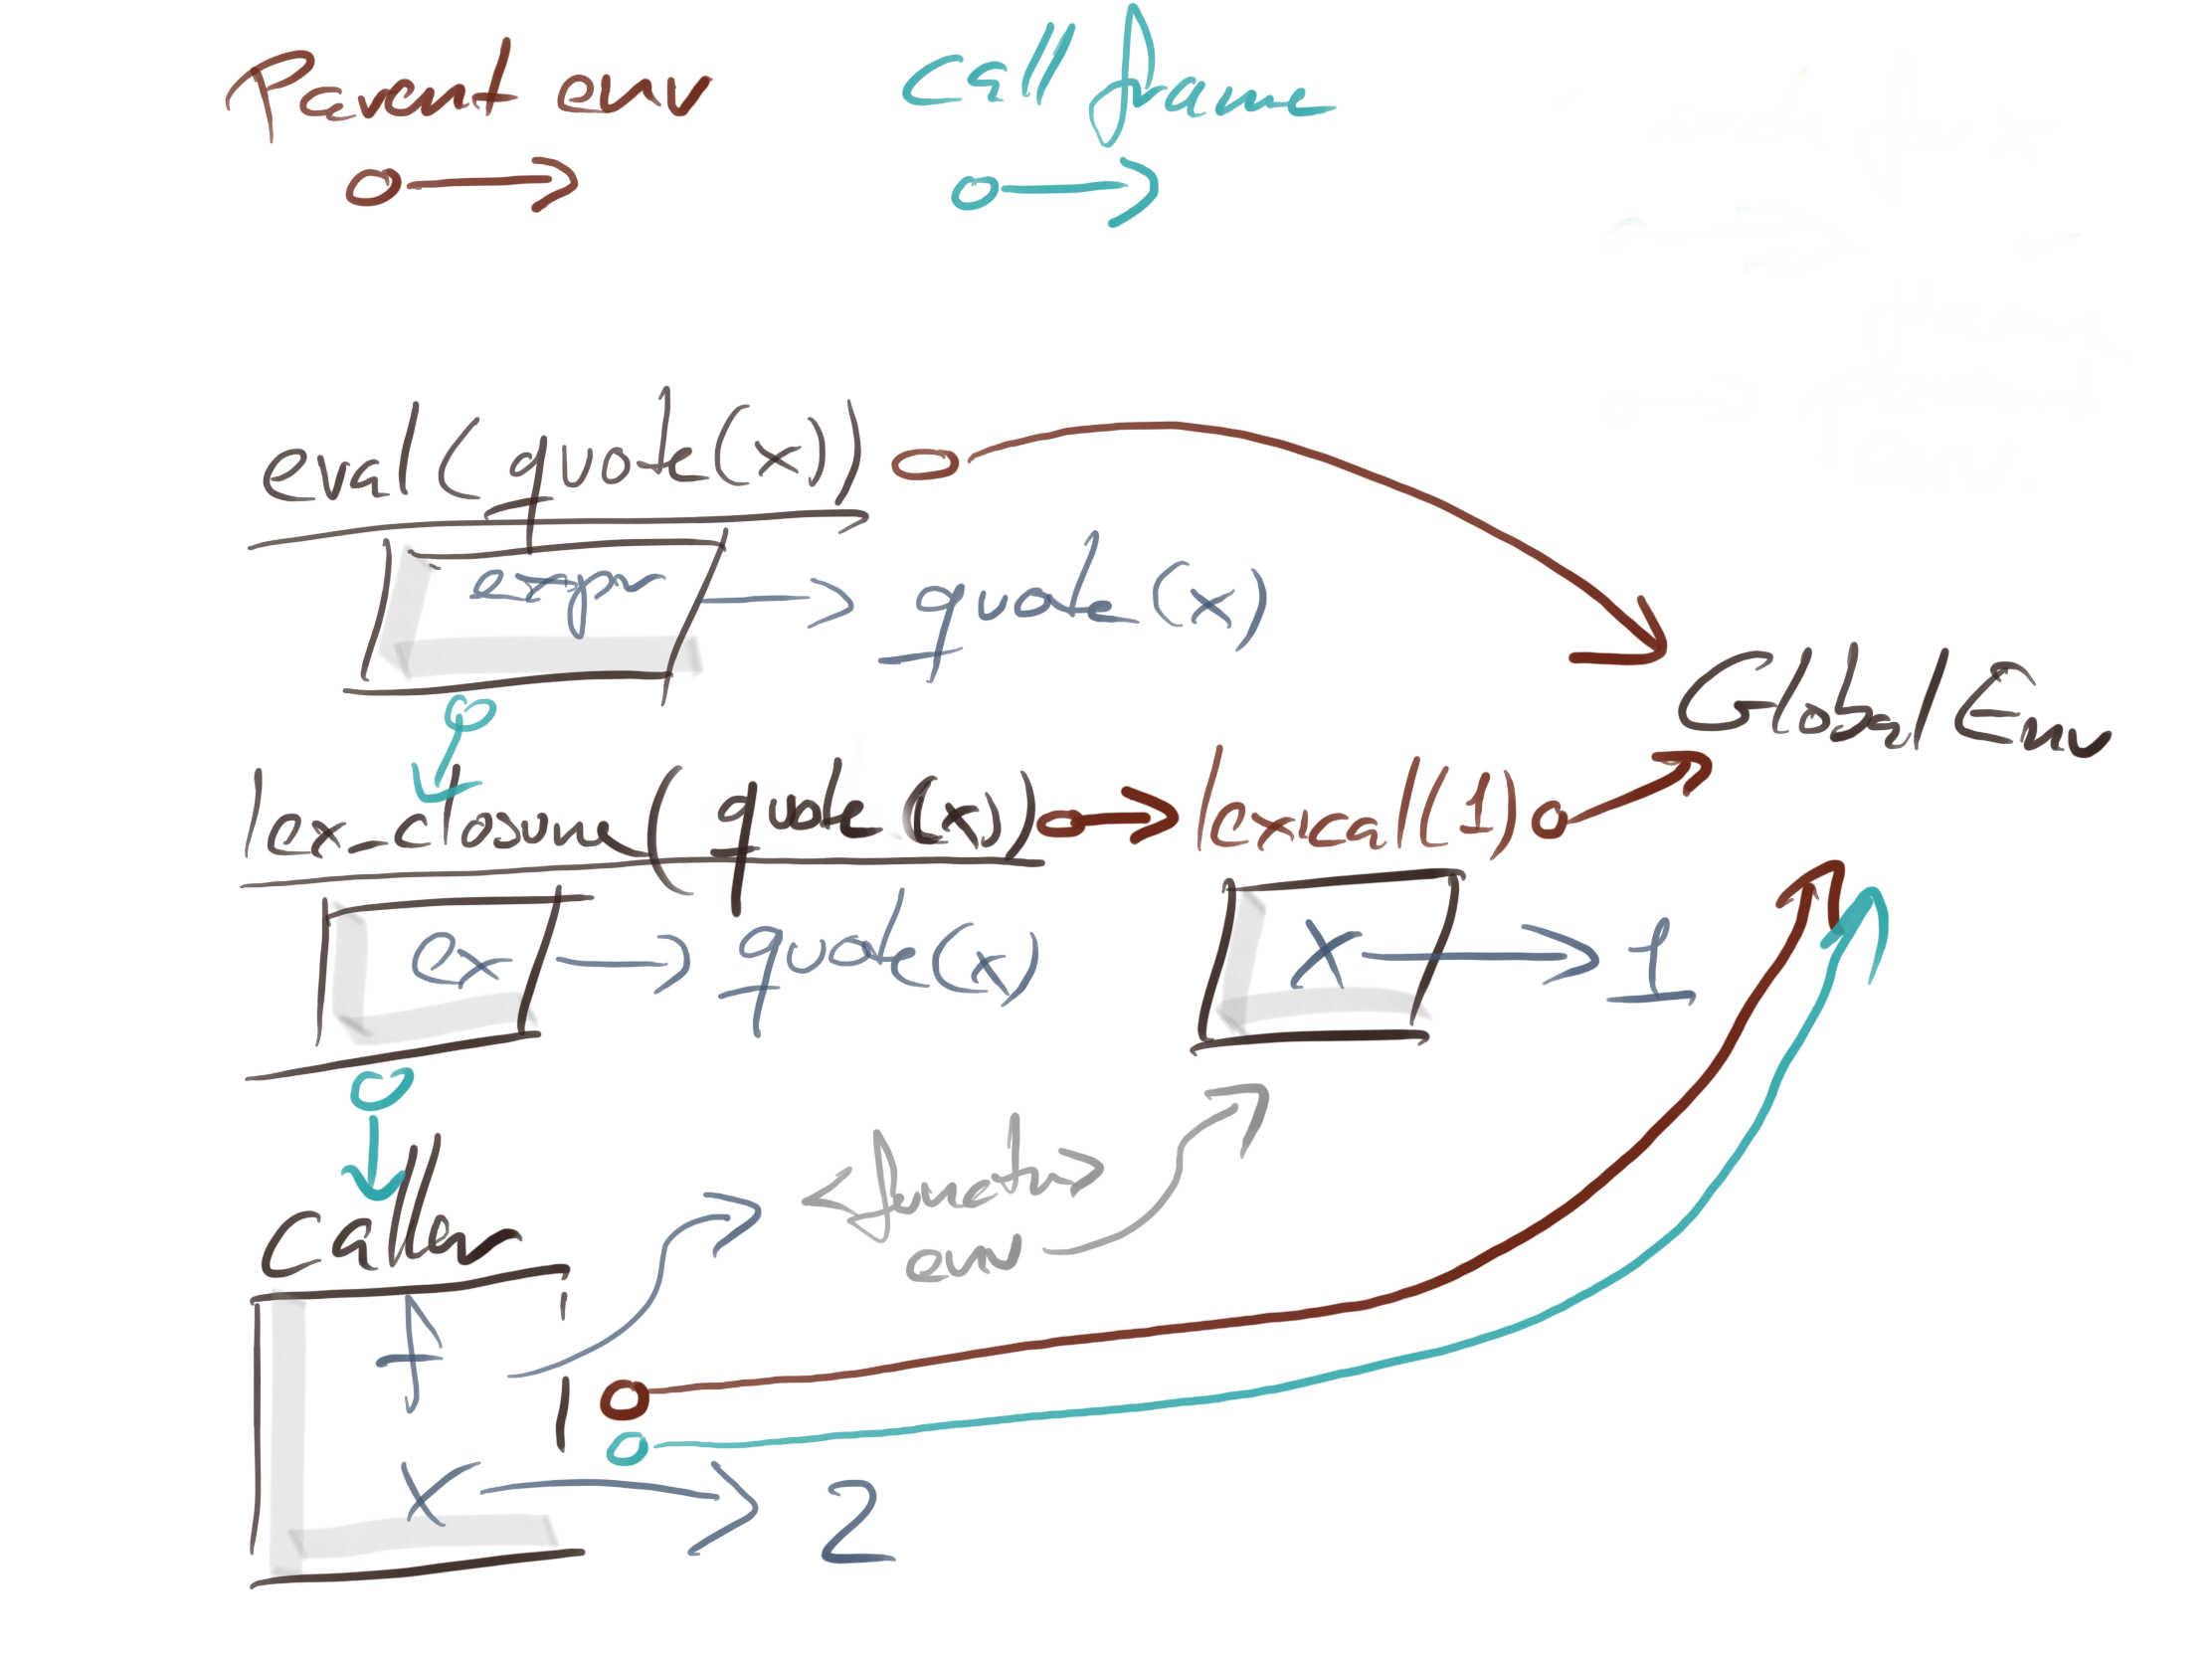 Parent env
call frame
eval(quote(x))
expr
quote(x)
GlobalEnv
lex_closure(quote(x))
lexical(1)
ex
quote(x)
x
1
caller
<function>
env
f
x
2